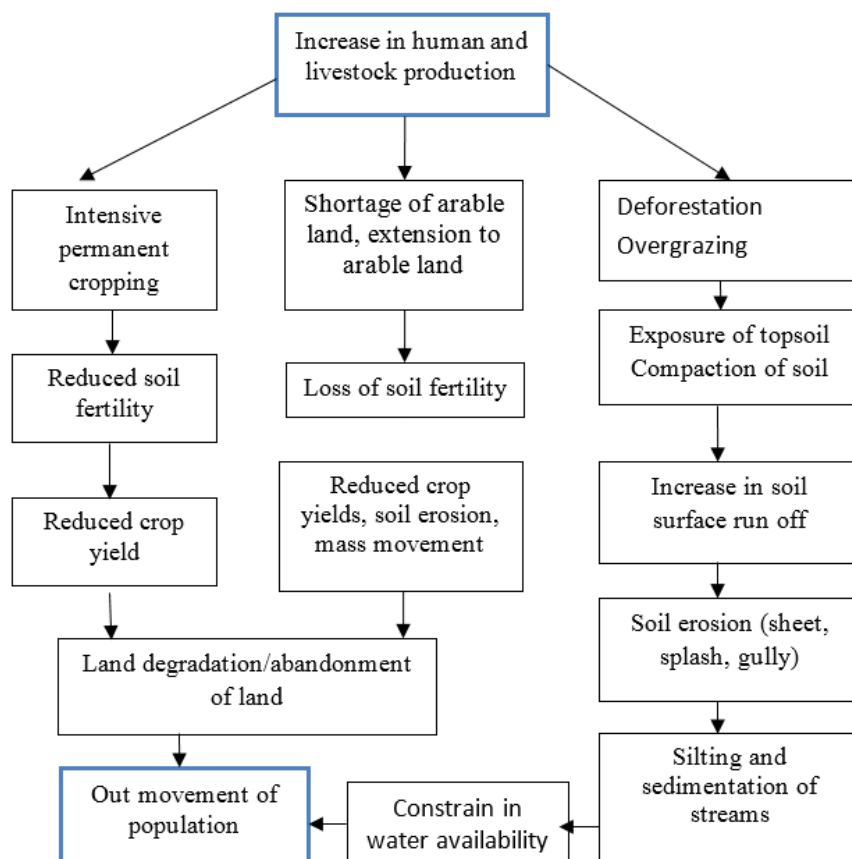 Increase in human and
livestock production
Intensive
permanent
cropping
Shortage of arable
land, extension to
arable land
Deforestation
Overgrazing
Reduced soil
fertility
Loss of soil fertility
Exposure of topsoil
Compaction of soil
Reduced crop
yield
Reduced crop
yields, soil erosion,
mass movement
Increase in soil
surface run off
Land degradation/abandonment
of land
Soil erosion (sheet,
splash, gully)
Out movement of
population
Constrain in
water availability
Silting and
sedimentation of
streams